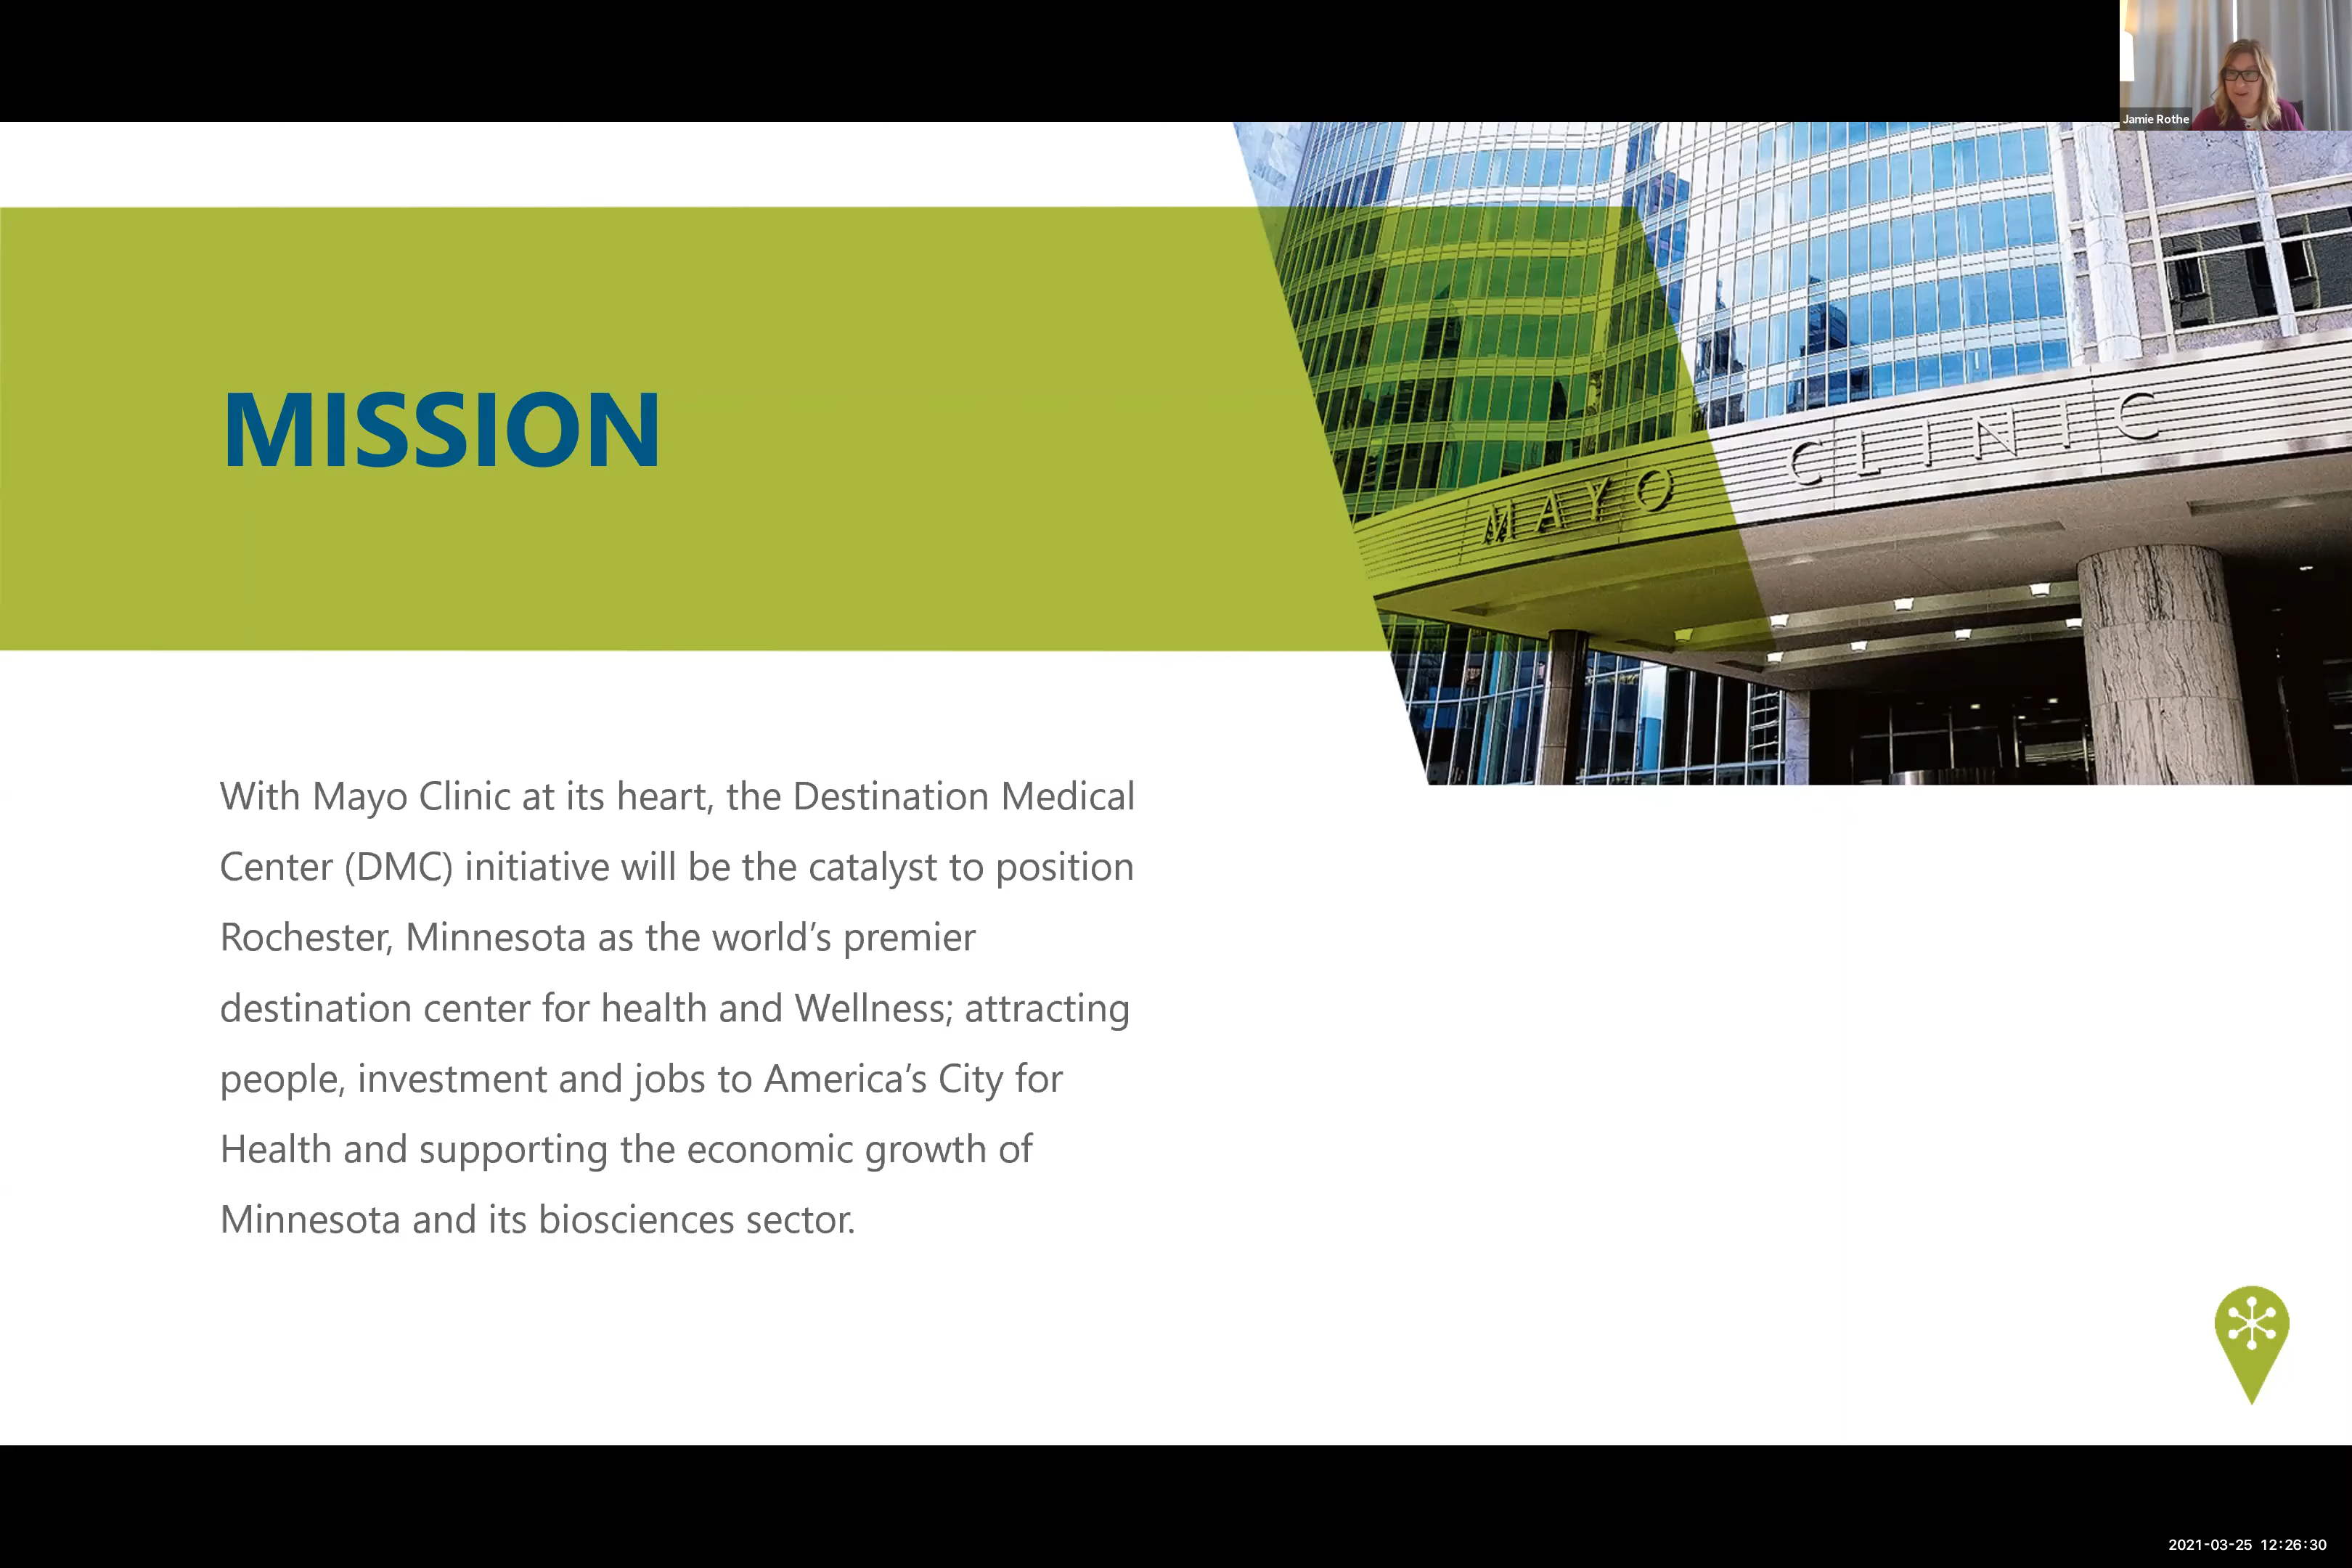 Jamie Rothe
MISSION
MAYO CLINIC
With Mayo Clinic at its heart, the Destination Medical
Center (DMC) initiative will be the catalyst to position
Rochester, Minnesota as the world’s premier
destination center for health and Wellness; attracting
people, investment and jobs to America’s City for
Health and supporting the economic growth of
Minnesota and its biosciences sector.
2021-03-25 12:26:30